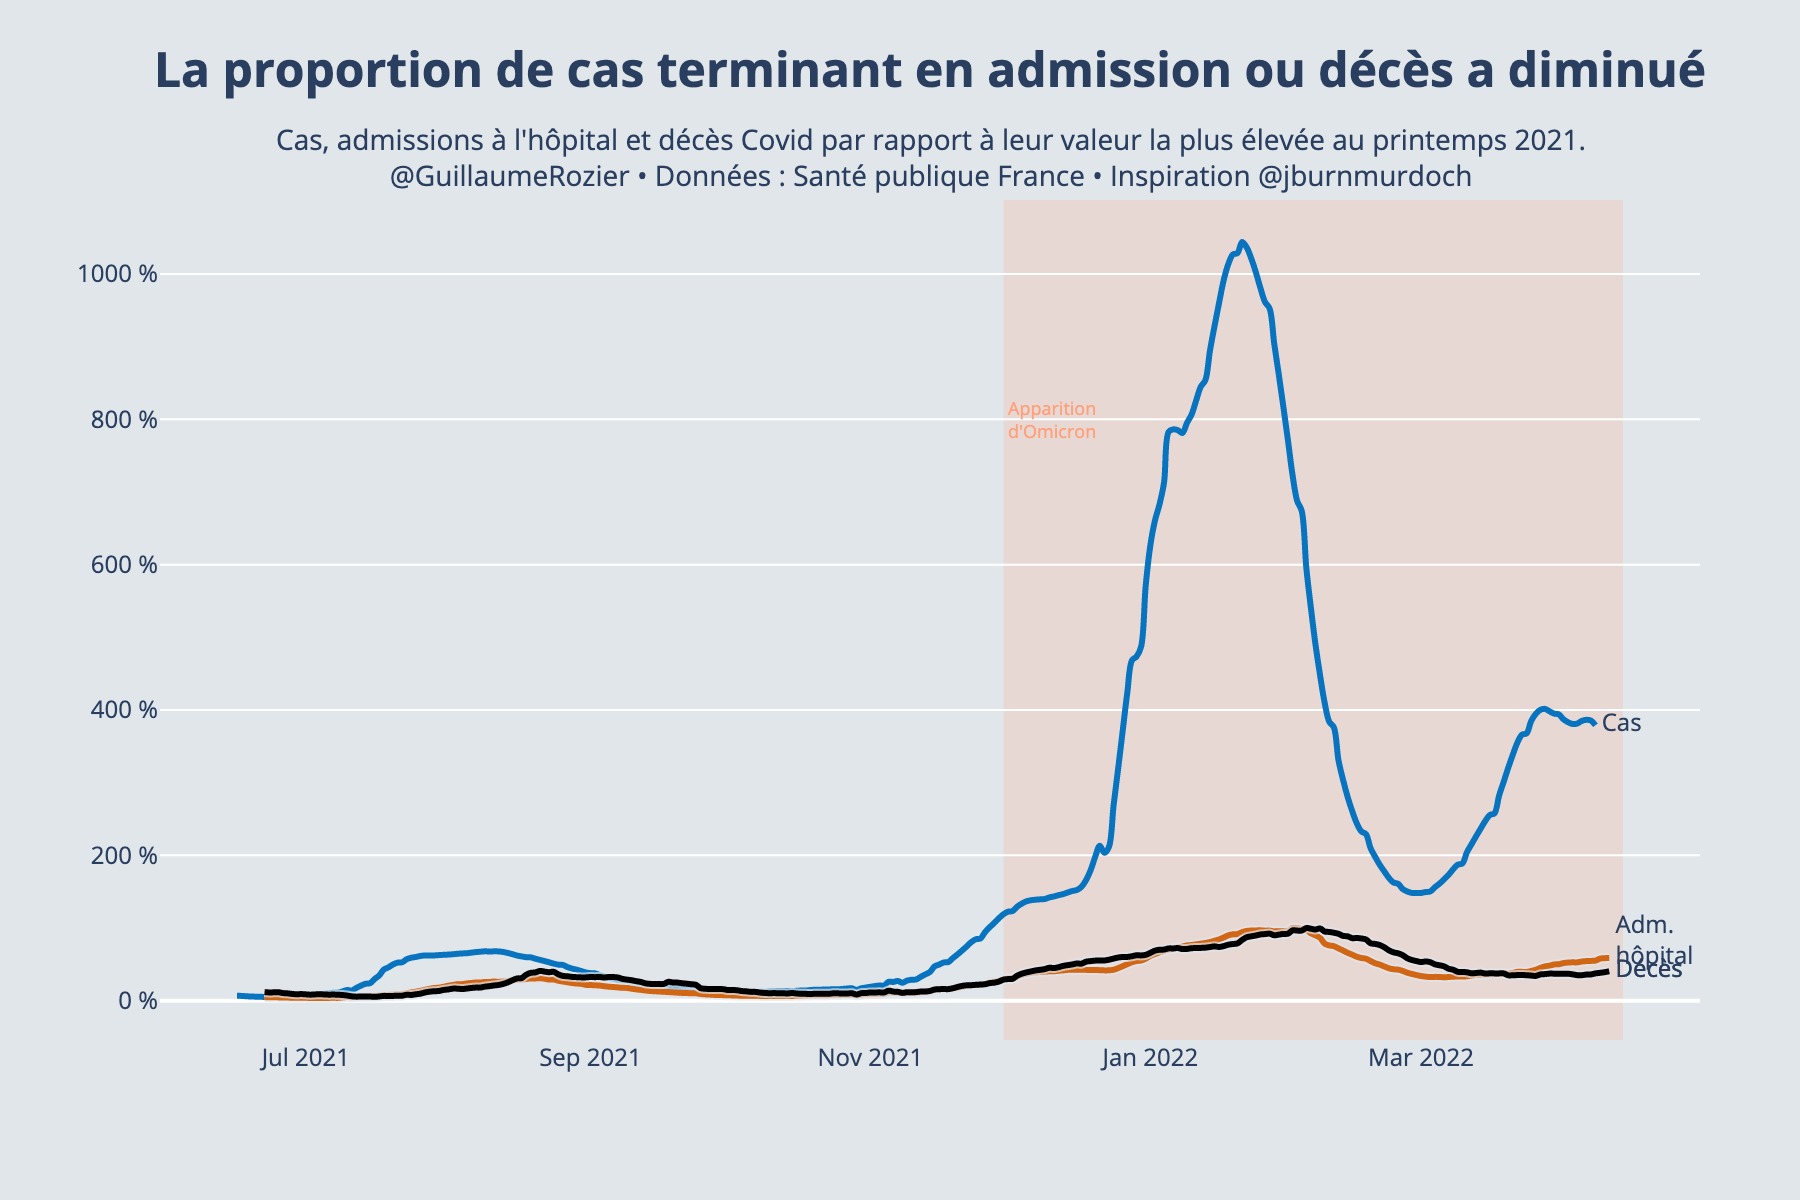 La proportion de cas terminant en admission ou décès a diminué
Cas, admissions à l'hôpital et décès Covid par rapport à leur valeur la plus élevée au printemps 2021.
@GuillaumeRozier • Données : Santé publique France • Inspiration @jburnmurdoch
1000 %
800 %
600 %
400 %
200 %
0 %
Apparition
d'Omicron
Cas
Adm.
hôpital
Décès
Jul 2021
Sep 2021
Nov 2021
Jan 2022
Mar 2022